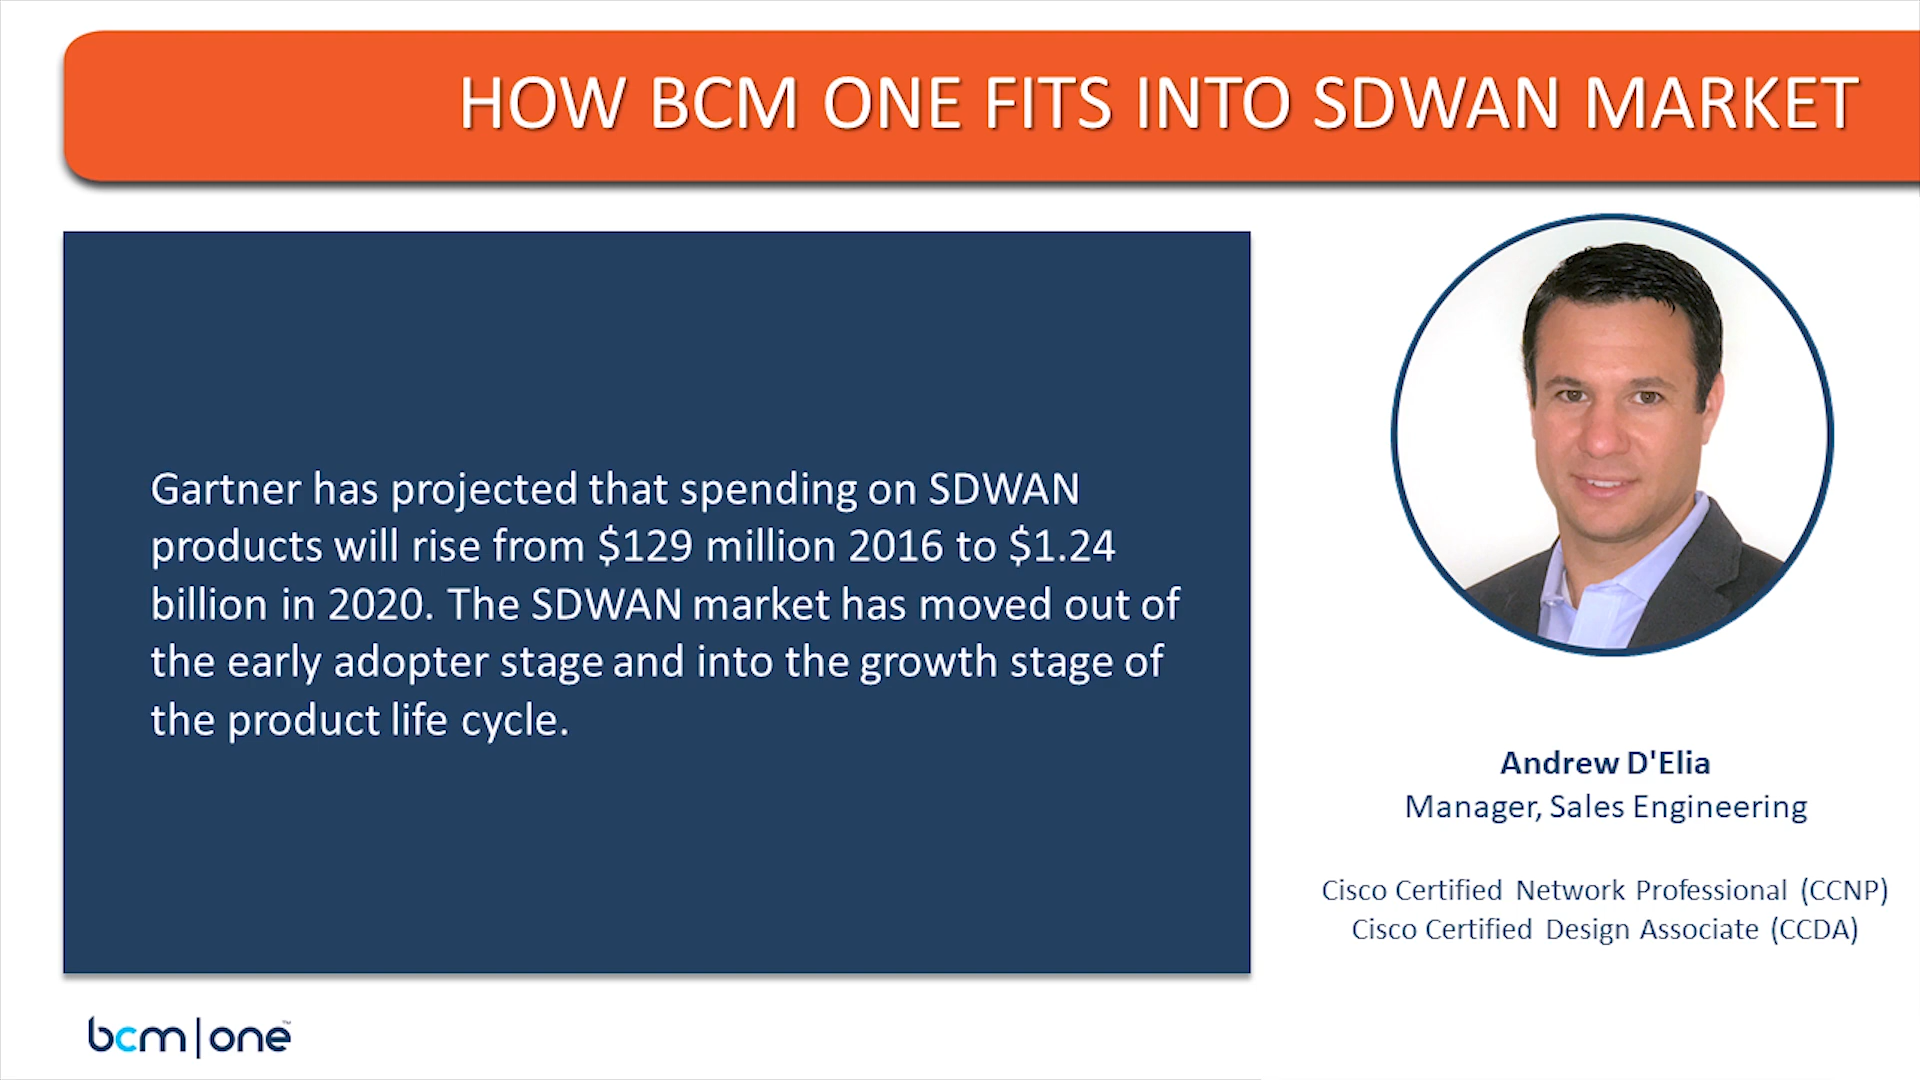 HOW BCM ONE FITS INTO SDWAN MARKET
Gartner has projected that spending on SDWAN
products will rise from $129 million 2016 to $1.24
billion in 2020. The SDWAN market has moved out of
the early adopter stage and into the growth stage of
the product life cycle.
Andrew D'Elia
Manager, Sales Engineering
Cisco Certified Network Professional (CCNP)
Cisco Certified Design Associate (CCDA)
bcm|one™